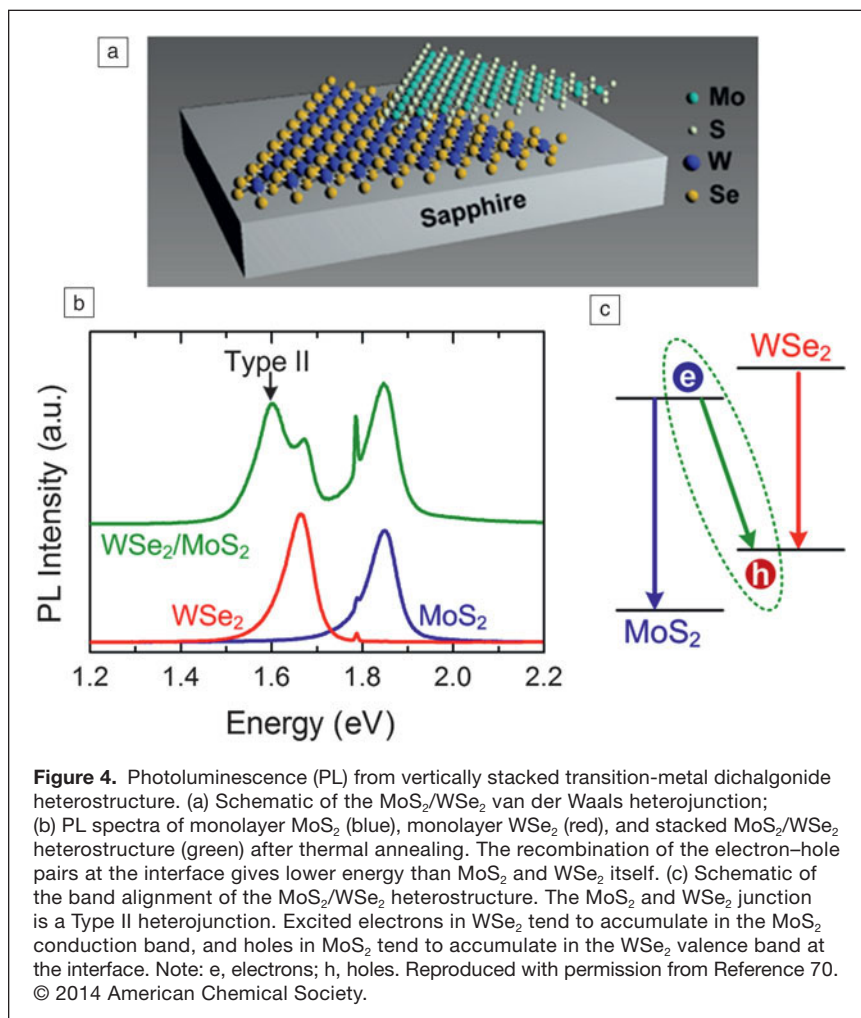 a
Mo
S
W
Se
Sapphire
b
Type II
WSe₂/MoS₂
WSe₂
MoS₂
PL Intensity (a.u.)
1.2 1.4 1.6 1.8 2.0 2.2
Energy (eV)
c
WSe₂
e
h
MoS₂
Figure 4. Photoluminescence (PL) from vertically stacked transition-metal dichalgonide
heterostructure. (a) Schematic of the MoS₂/WSe₂ van der Waals heterojunction;
(b) PL spectra of monolayer MoS₂ (blue), monolayer WSe₂ (red), and stacked MoS₂/WSe₂
heterostructure (green) after thermal annealing. The recombination of the electron–hole
pairs at the interface gives lower energy than MoS₂ and WSe₂ itself. (c) Schematic of
the band alignment of the MoS₂/WSe₂ heterostructure. The MoS₂ and WSe₂ junction
is a Type II heterojunction. Excited electrons in WSe₂ tend to accumulate in the MoS₂
conduction band, and holes in MoS₂ tend to accumulate in the WSe₂ valence band at
the interface. Note: e, electrons; h, holes. Reproduced with permission from Reference 70.
© 2014 American Chemical Society.